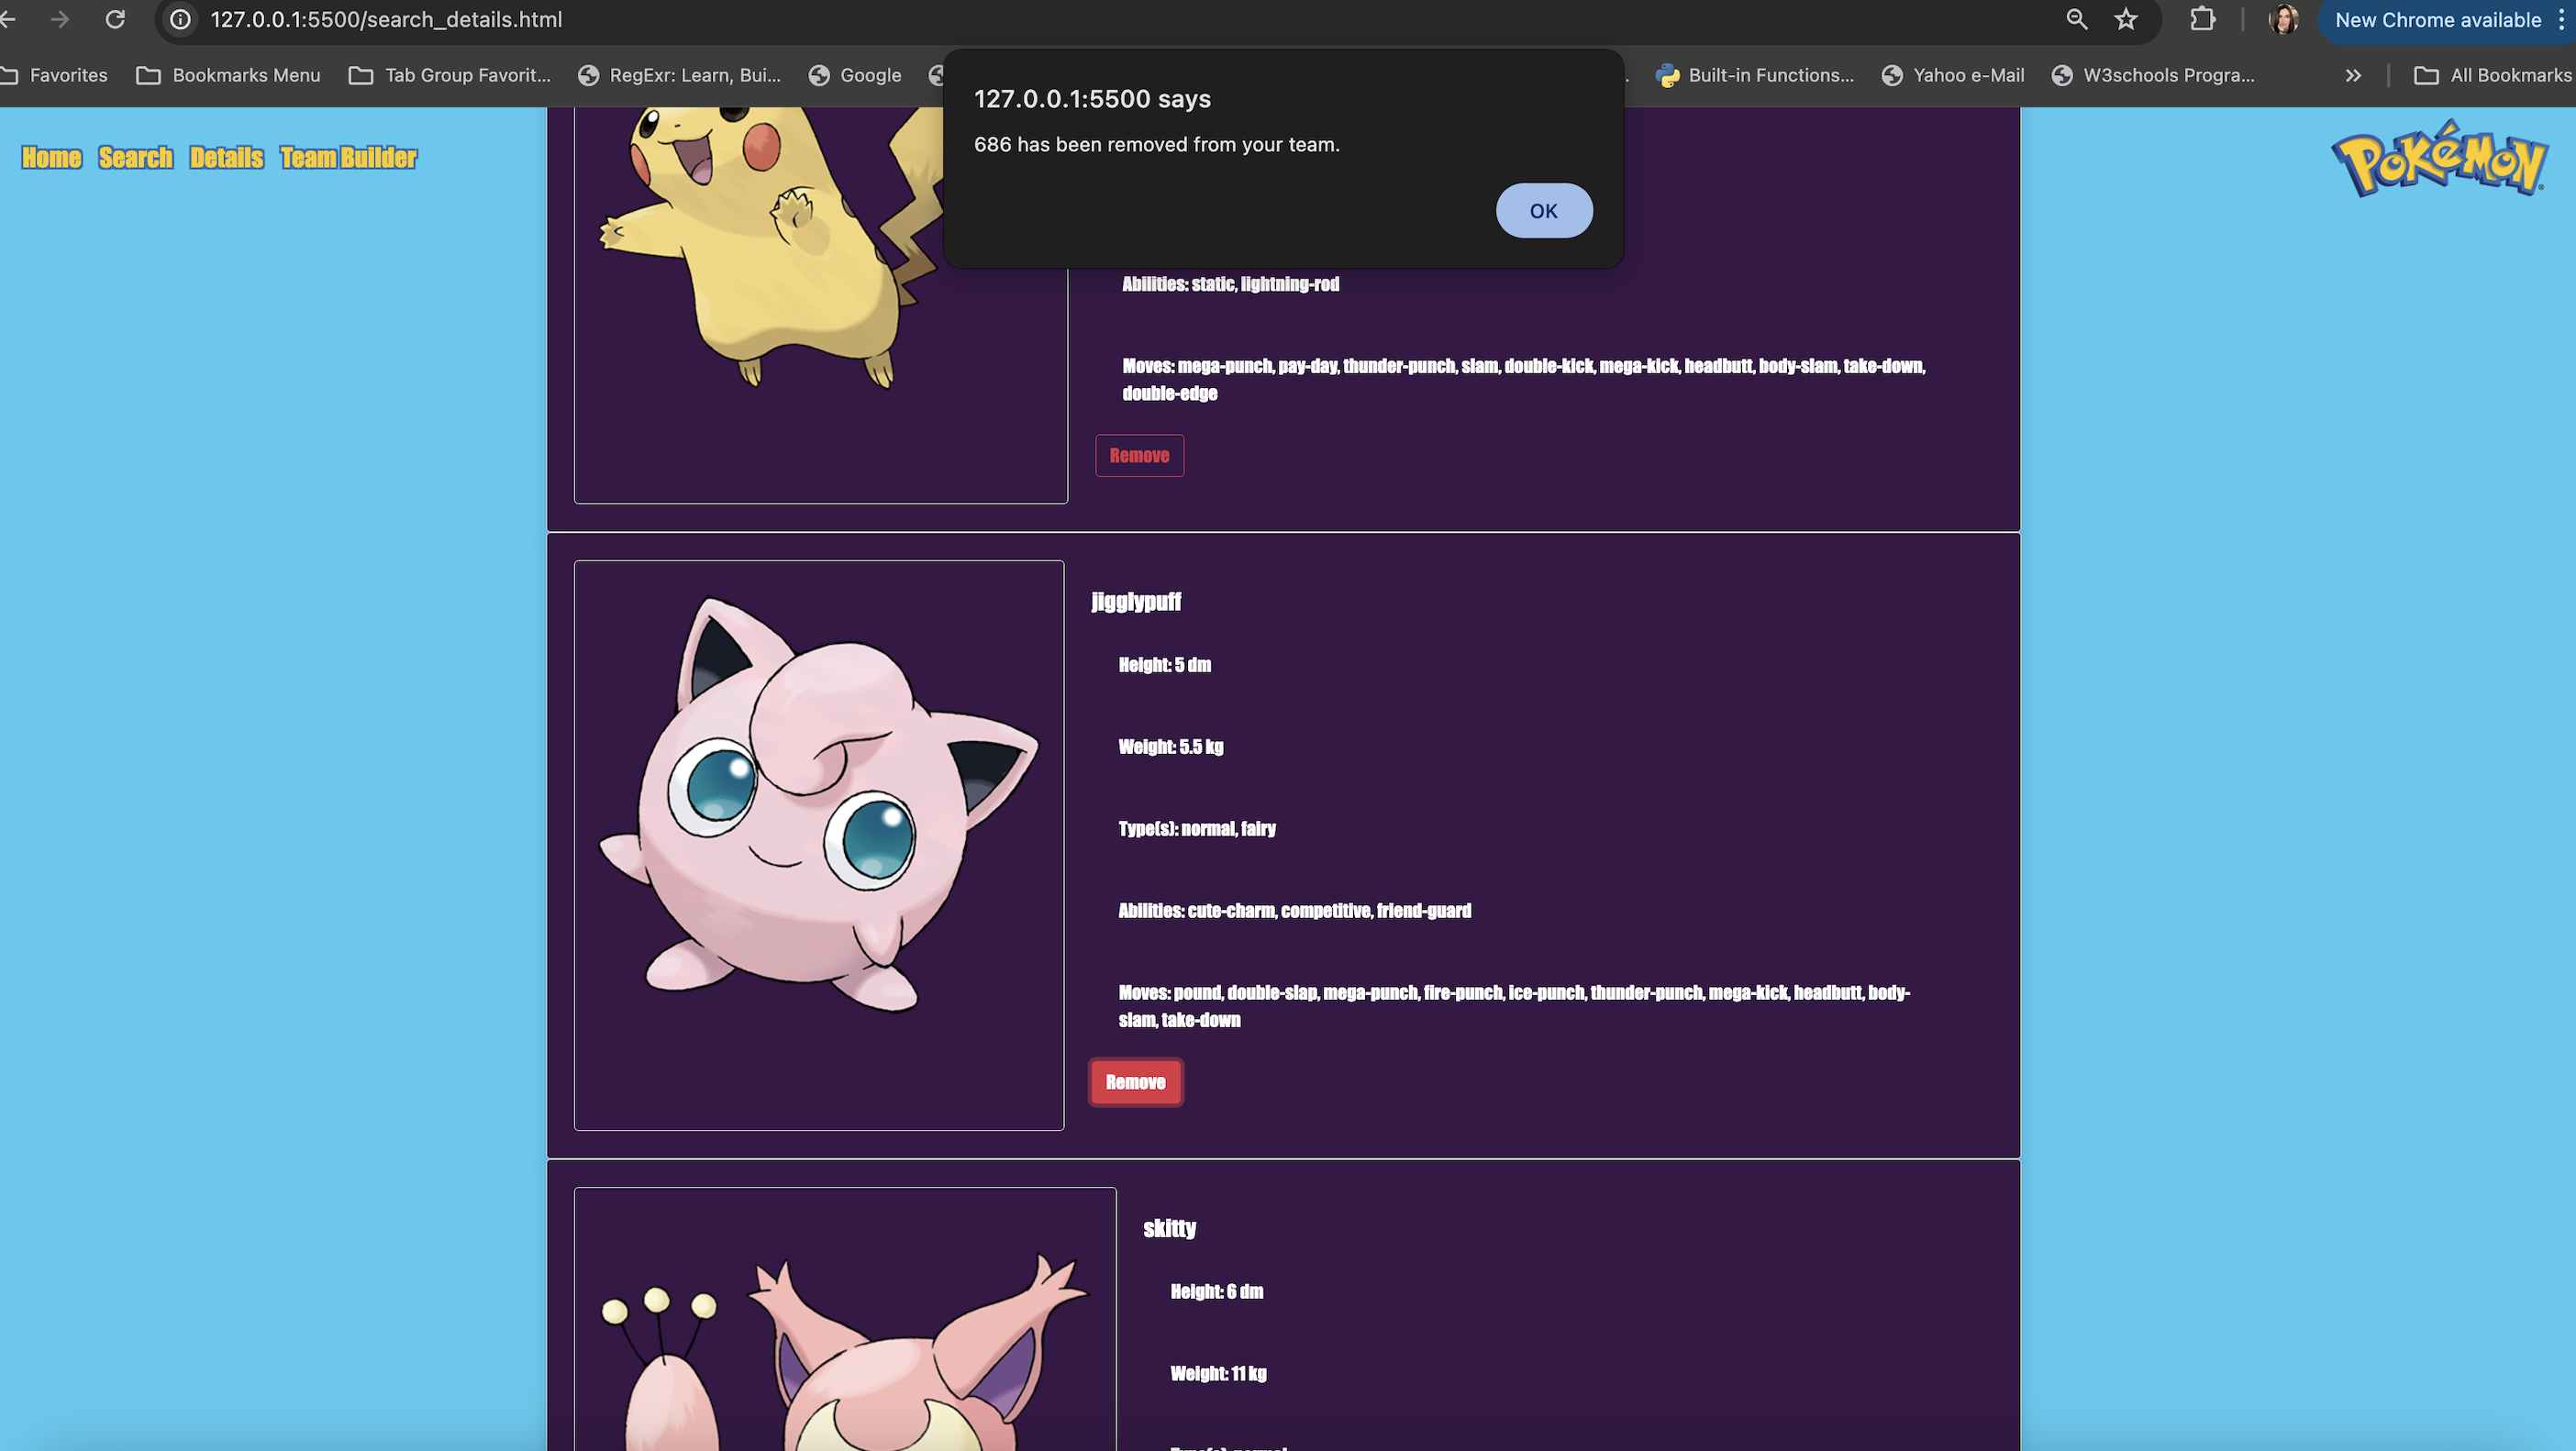 127.0.0.1:5500/search_details.html
New Chrome available
Favorites
Bookmarks Menu
Tab Group Favorit...
RegExr: Learn, Bui...
Google
Built-in Functions...
Yahoo e-Mail
W3schools Progra...
All Bookmarks
127.0.0.1:5500 says
686 has been removed from your team.
OK
Home Search Details Team Builder
POKéMON
Abilities: static, lightning-rod
Moves: mega-punch, pay-day, thunder-punch, slam, double-kick, mega-kick, headbutt, body-slam, take-down,
double-edge
Remove
jigglypuff
Height: 5 dm
Weight: 5.5 kg
Type(s): normal, fairy
Abilities: cute-charm, competitive, friend-guard
Moves: pound, double-slap, mega-punch, fire-punch, ice-punch, thunder-punch, mega-kick, headbutt, body-
slam, take-down
Remove
skitty
Height: 6 dm
Weight: 11 kg